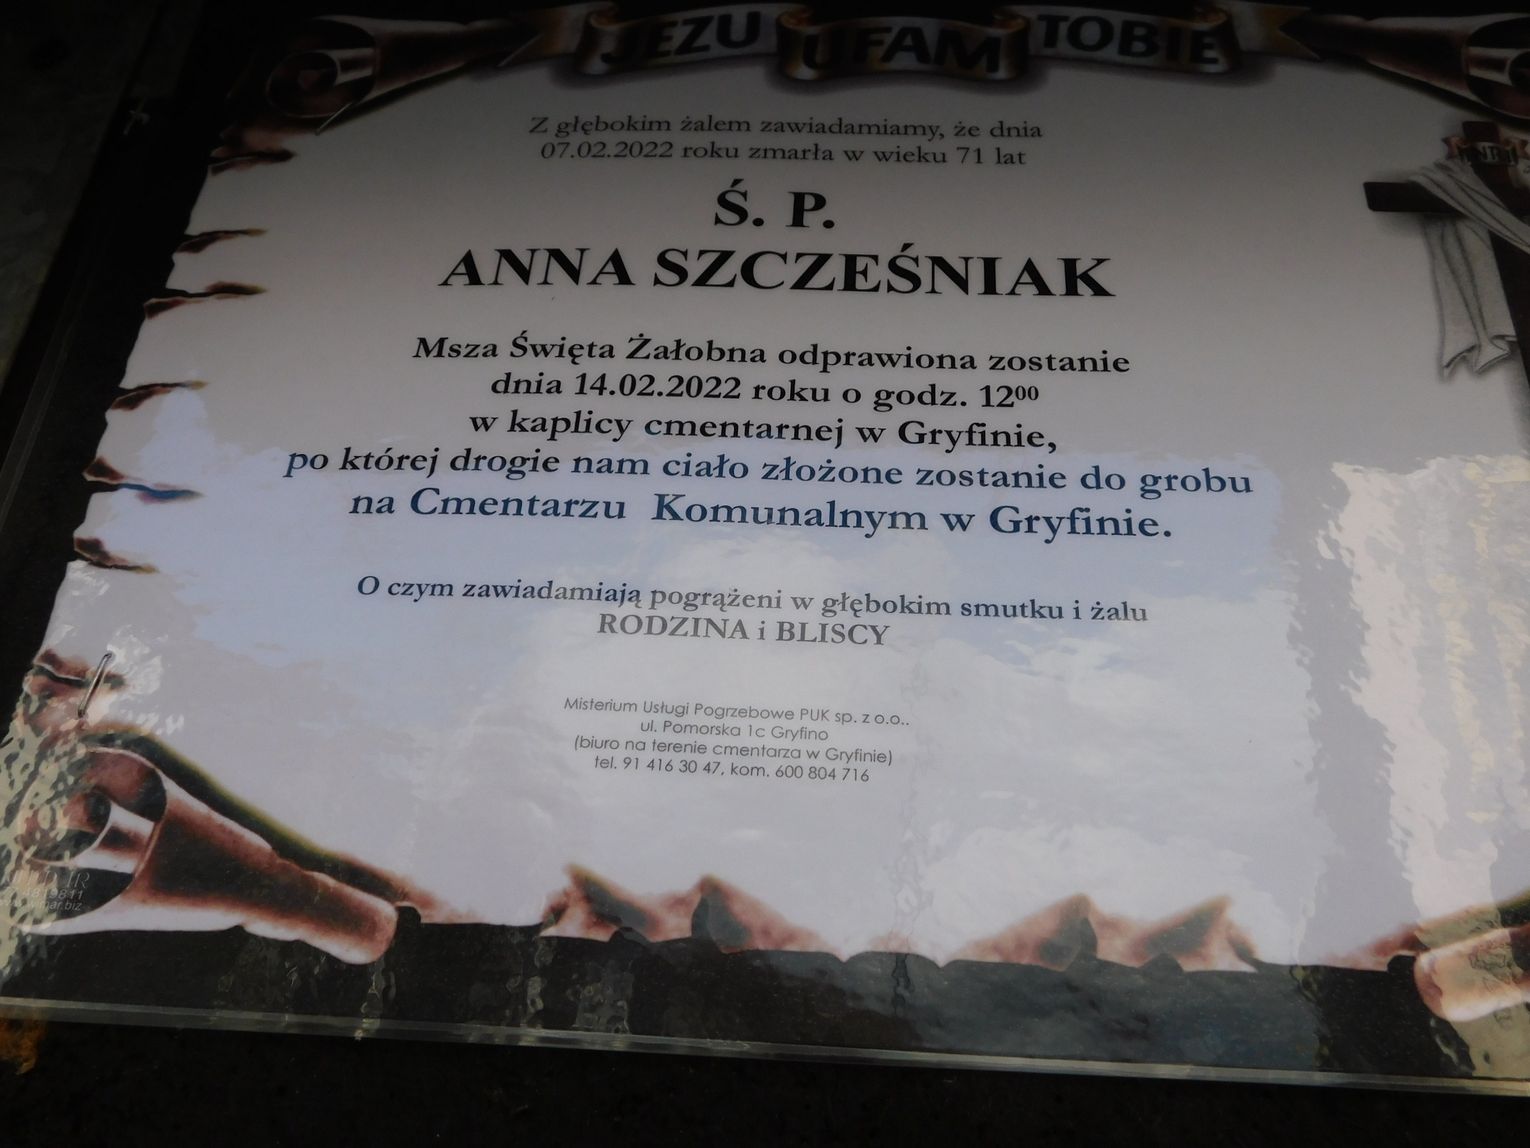 JEZU UFAM TOBIE
Z głębokim żalem zawiadamiamy, że dnia
07.02.2022 roku zmarła w wieku 71 lat
Ś. P.
ANNA SZCZEŚNIAK
Msza Święta Żałobna odprawiona zostanie
dnia 14.02.2022 roku o godz. 12⁰⁰
w kaplicy cmentarnej w Gryfinie,
po której drogie nam ciało złożone zostanie do grobu
na Cmentarzu Komunalnym w Gryfinie.
O czym zawiadamiają pogrążeni w głębokim smutku i żalu
RODZINA i BLISCY
Misterium Usługi Pogrzebowe PUK sp. z o.o..
ul. Pomorska 1c Gryfino
(biuro na terenie cmentarza w Gryfinie)
tel. 91 416 30 47, kom. 600 804 716